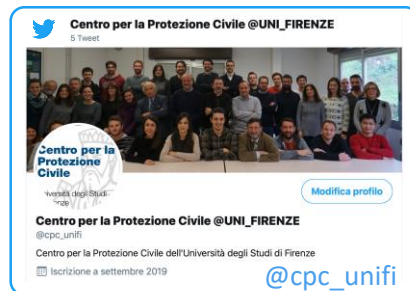 Centro per la Protezione Civile @UNI_FIRENZE
5 Tweet
Centro per la
Protezione
Civile
Università degli Studi
Modifica profilo
Centro per la Protezione Civile @UNI_FIRENZE
@cpc_unifi
Centro per la Protezione Civile dell'Università degli Studi di Firenze
Iscrizione a settembre 2019
@cpc_unifi